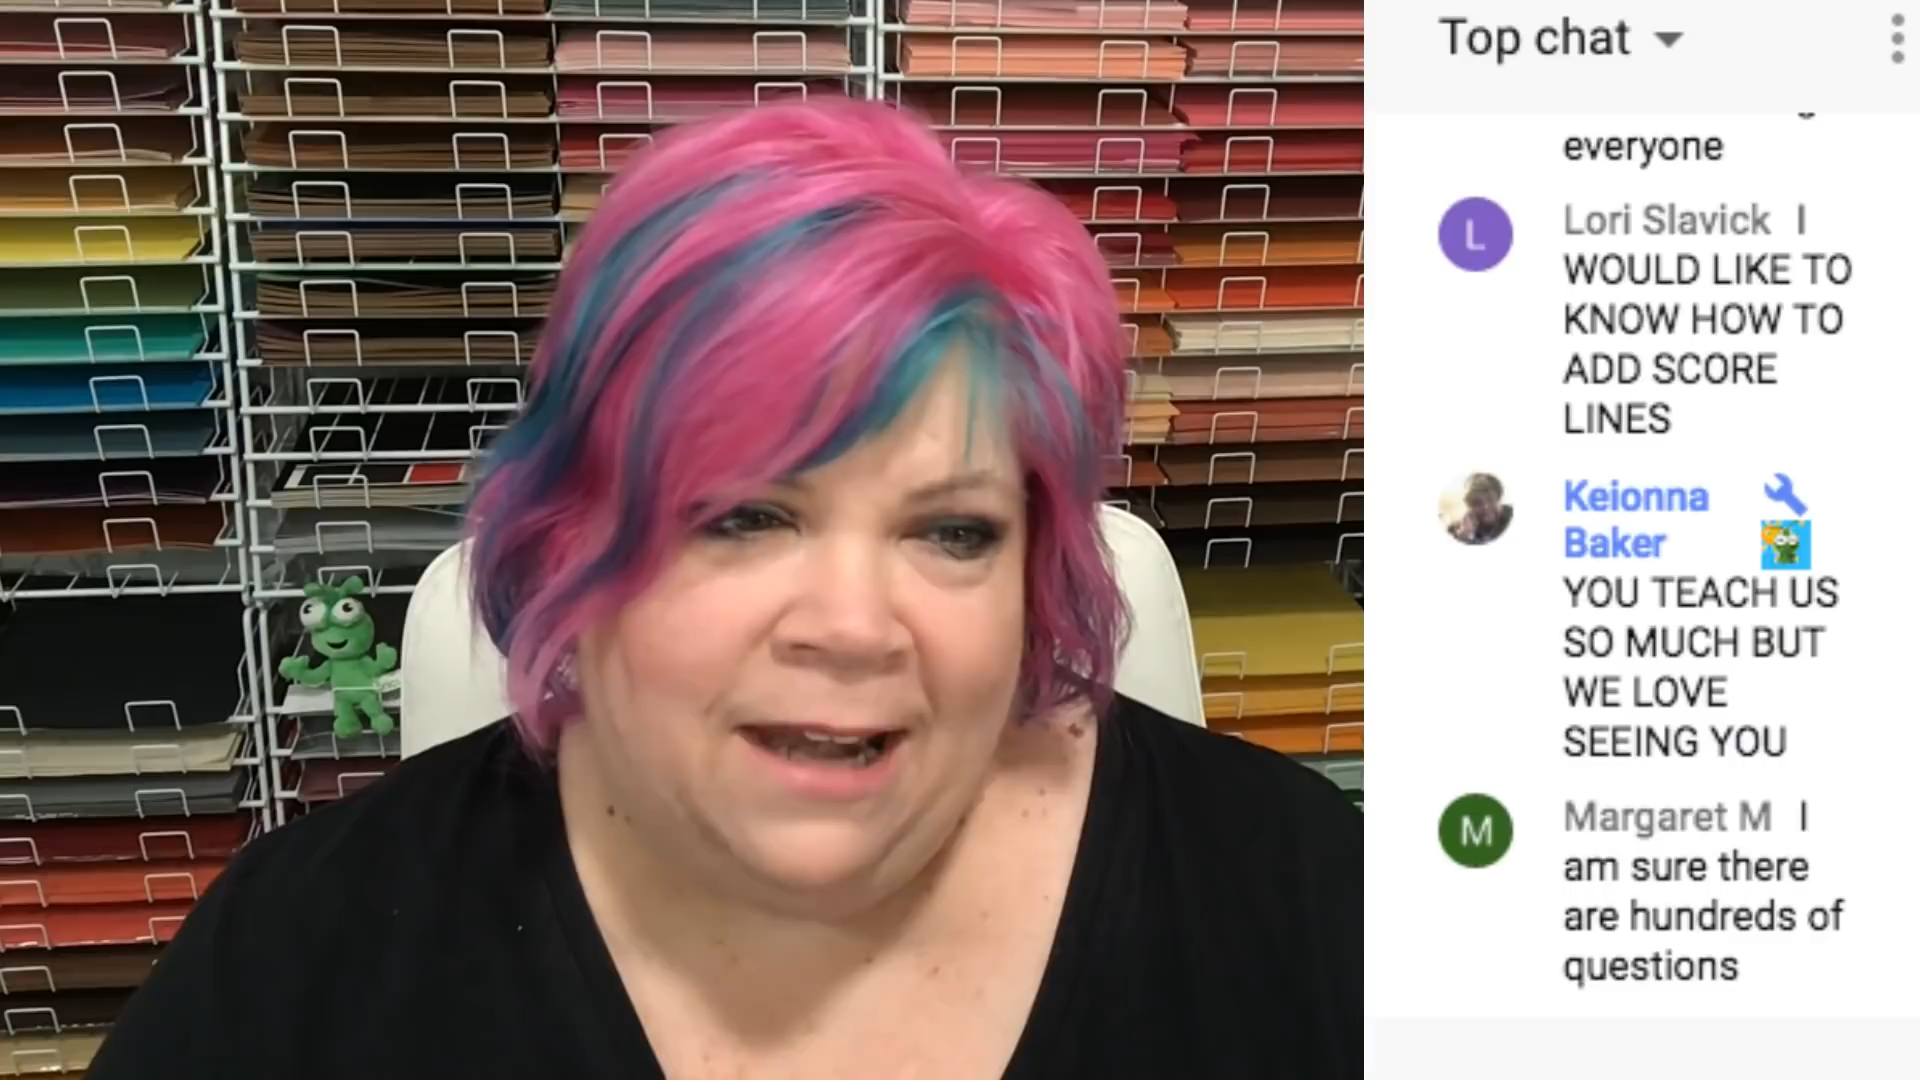 Top chat
everyone
L
Lori Slavick I
WOULD LIKE TO
KNOW HOW TO
ADD SCORE
LINES
Keionna
Baker
YOU TEACH US
SO MUCH BUT
WE LOVE
SEEING YOU
M
Margaret M I
am sure there
are hundreds of
questions